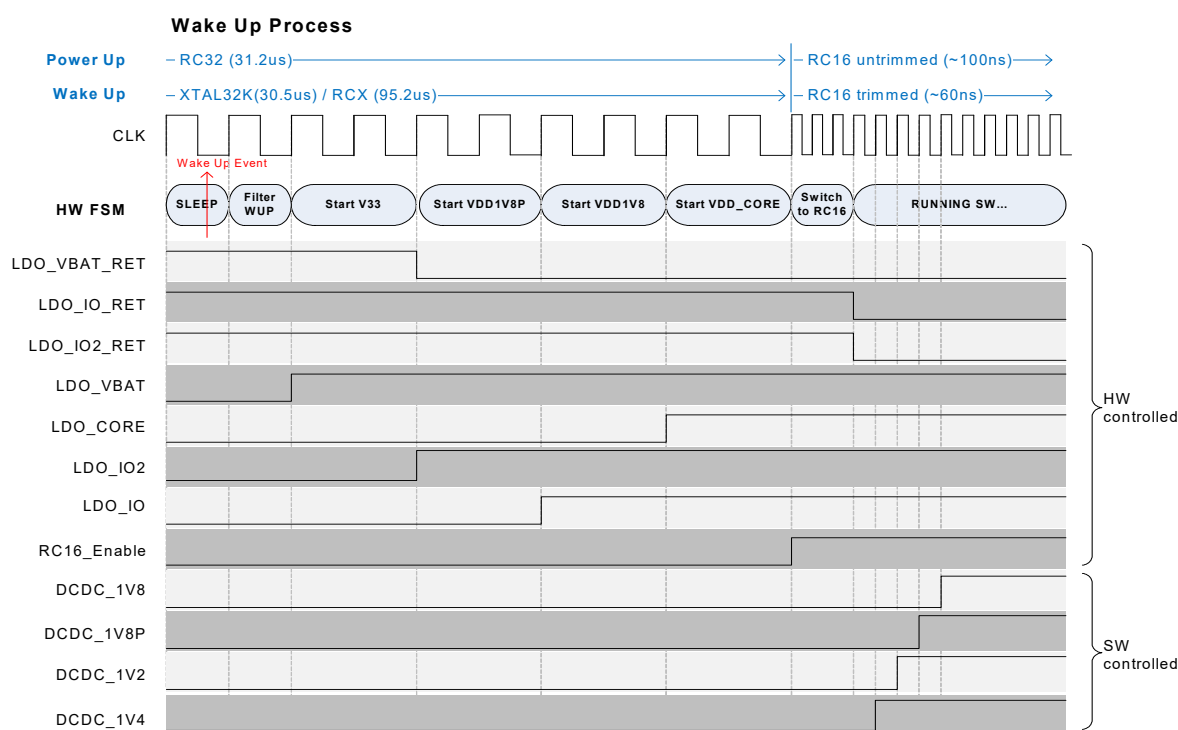 Wake Up Process
Power Up
RC32 (31.2us)
RC16 untrimmed (~100ns)
Wake Up
XTAL32K(30.5us) / RCX (95.2us)
RC16 trimmed (~60ns)
CLK
Wake Up Event
HW FSM
SLEEP
Filter
WUP
Start V33
Start VDD1V8P
Start VDD1V8
Start VDD_CORE
Switch
to RC16
RUNNING SW...
LDO_VBAT_RET
LDO_IO_RET
LDO_IO2_RET
LDO_VBAT
LDO_CORE
LDO_IO2
LDO_IO
RC16_Enable
HW
controlled
DCDC_1V8
DCDC_1V8P
DCDC_1V2
DCDC_1V4
SW
controlled